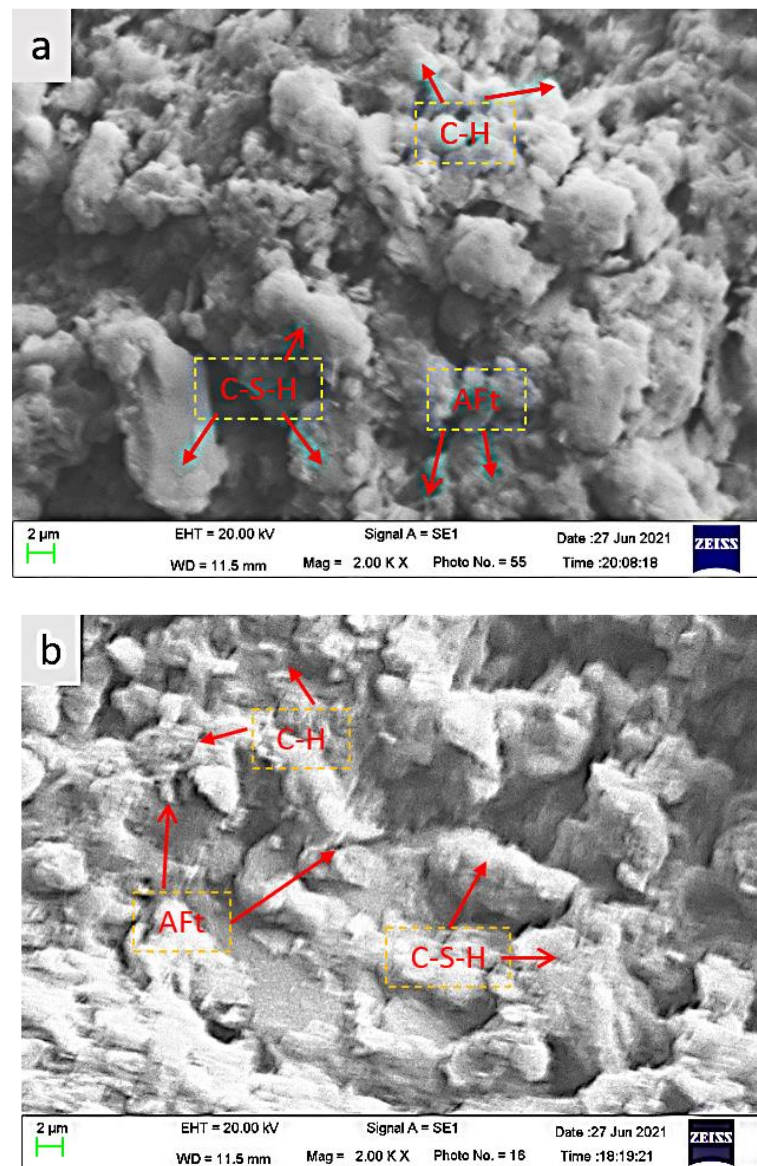 a
C-H
C-S-H
AFt
2 µm
EHT = 20.00 kV
Signal A = SE1
Date :27 Jun 2021
ZEISS
WD = 11.5 mm
Mag = 2.00 K X
Photo No. = 55
Time :20:08:18
b
C-H
AFt
C-S-H
2 µm
EHT = 20.00 kV
Signal A = SE1
Date :27 Jun 2021
ZEISS
WD = 11.5 mm
Mag = 2.00 K X
Photo No. = 16
Time :18:19:21